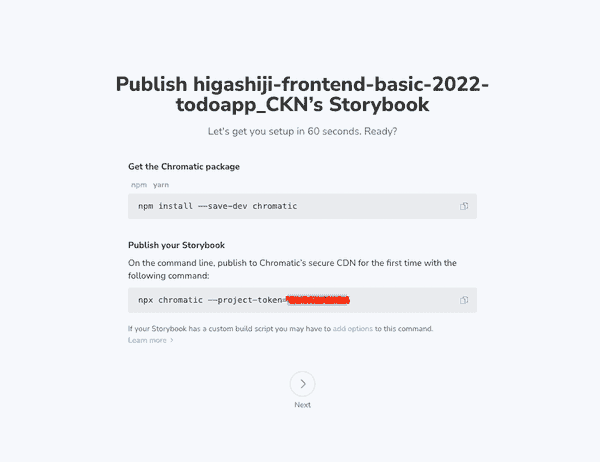 Publish higashiji-frontend-basic-2022-
todoapp_CKN's Storybook
Let's get you setup in 60 seconds. Ready?
Get the Chromatic package
npm yarn
npm install --save-dev chromatic
Publish your Storybook
On the command line, publish to Chromatic's secure CDN for the first time with the
following command:
npx chromatic --project-token=
If your Storybook has a custom build script you may have to add options to this command.
Learn more >
Next